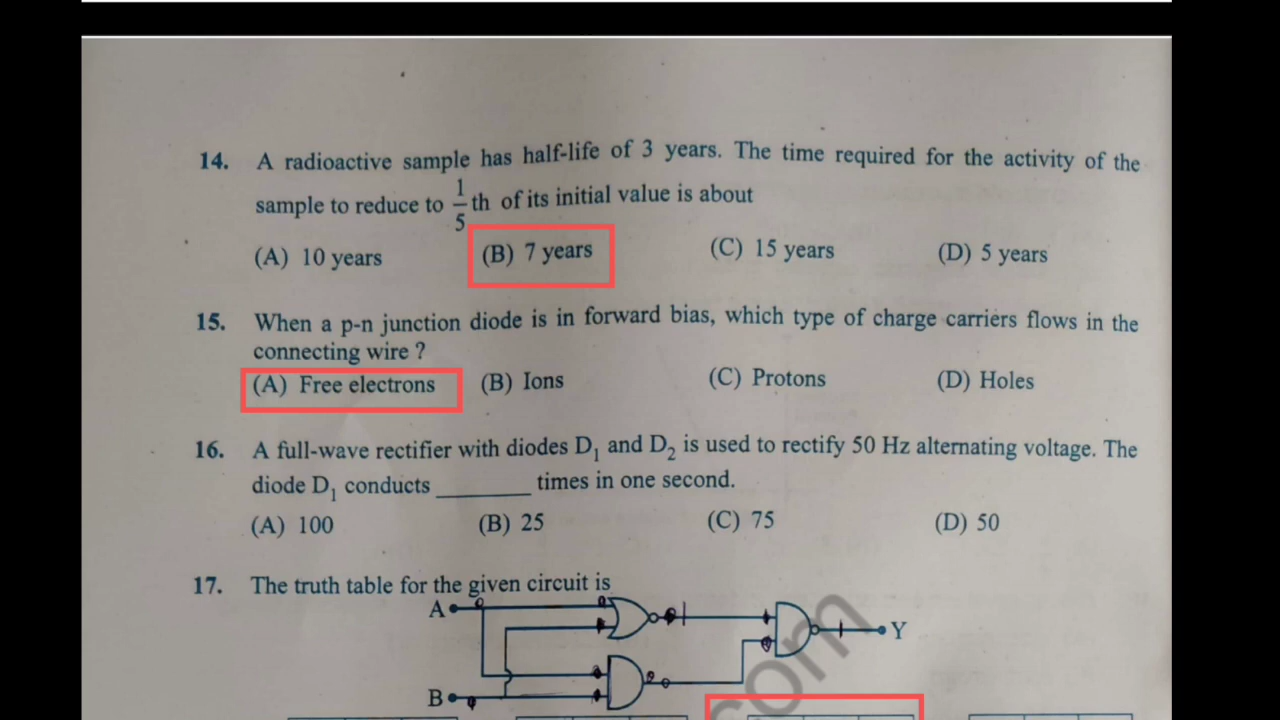 14. A radioactive sample has half-life of 3 years. The time required for the activity of the
sample to reduce to 1/5 th of its initial value is about
(A) 10 years (B) 7 years (C) 15 years (D) 5 years
15. When a p-n junction diode is in forward bias, which type of charge carriers flows in the
connecting wire ?
(A) Free electrons (B) Ions (C) Protons (D) Holes
16. A full-wave rectifier with diodes D₁ and D₂ is used to rectify 50 Hz alternating voltage. The
diode D₁ conducts ________ times in one second.
(A) 100 (B) 25 (C) 75 (D) 50
17. The truth table for the given circuit is
A
Y
B
.com